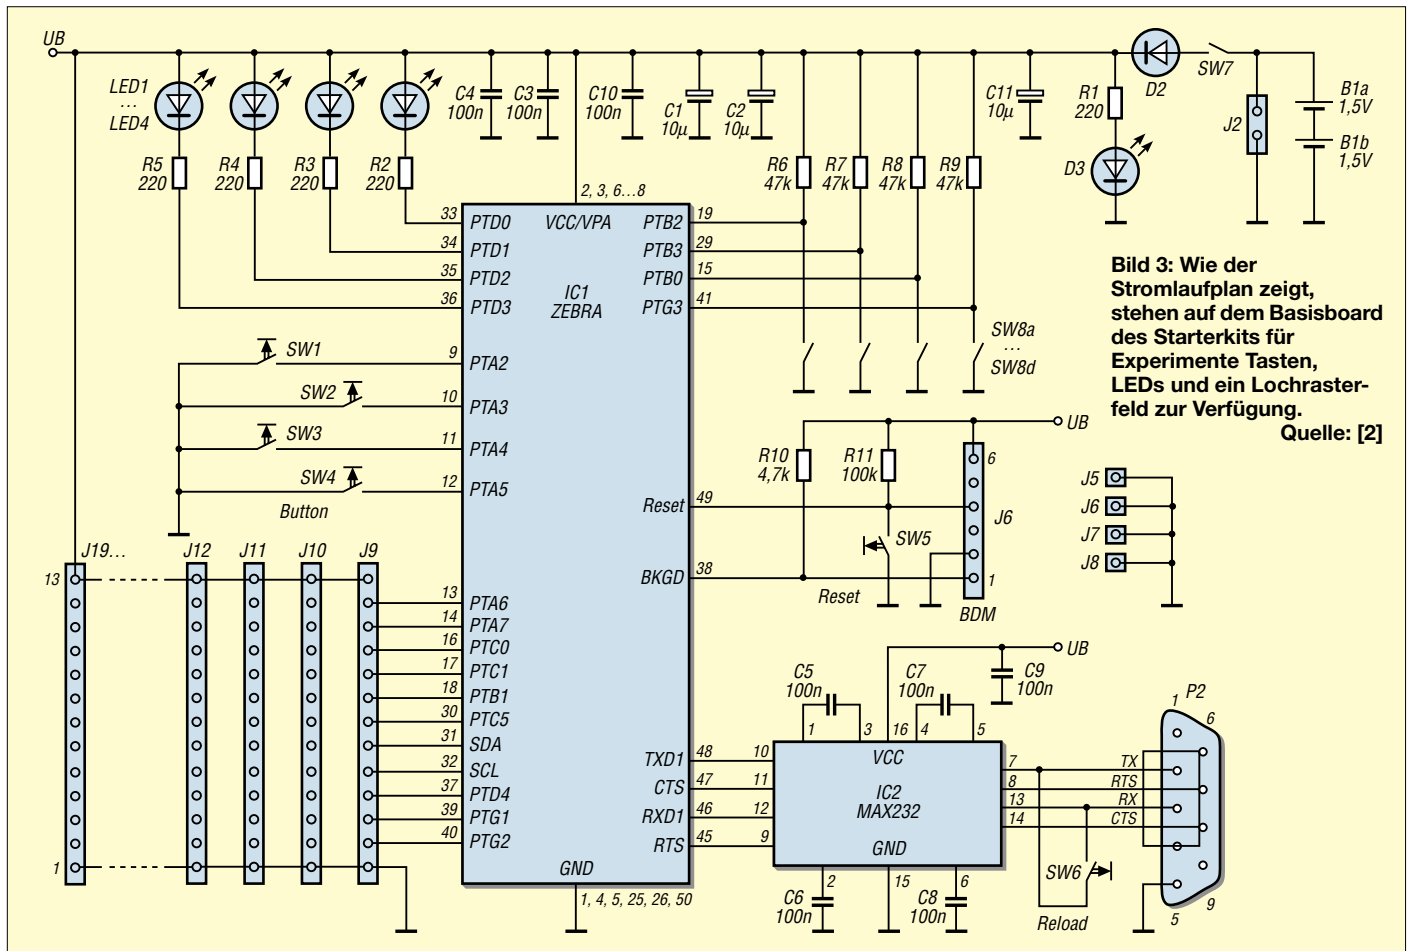 UB
LED1
...
LED4
C4
100n
C3
100n
C10
100n
C1
10µ
C2
10µ
C11
10µ
R1
220
D2
SW7
J2
B1a
1,5V
B1b
1,5V
D3
R5
220
R4
220
R3
220
R2
220
R6
47k
R7
47k
R8
47k
R9
47k
2, 3, 6...8
VCC/VPA
IC1
ZEBRA
33 PTD0
34 PTD1
35 PTD2
36 PTD3
9 PTA2
10 PTA3
11 PTA4
12 PTA5
PTB2 19
PTB3 29
PTB0 15
PTG3 41
SW1
SW2
SW3
SW4
Button
SW8a
...
SW8d
Bild 3: Wie der
Stromlaufplan zeigt,
stehen auf dem Basisboard
des Starterkits für
Experimente Tasten,
LEDs und ein Lochraster-
feld zur Verfügung.
Quelle: [2]
UB
R10
4,7k
R11
100k
6
J6
1
BDM
Reset 49
SW5
BKGD 38
Reset
J5
J6
J7
J8
J19...
J12
J11
J10
J9
13
1
13 PTA6
14 PTA7
16 PTC0
17 PTC1
18 PTB1
30 PTC5
31 SDA
32 SCL
37 PTD4
39 PTG1
40 PTG2
GND
1, 4, 5, 25, 26, 50
UB
C9
100n
C5
100n
C7
100n
1 3 16 4 5
VCC
IC2
MAX232
GND
TXD1 48 10
CTS 47 11
RXD1 46 12
RTS 45 9
7 TX
8 RTS
13 RX
14 CTS
2 15 6
C6
100n
C8
100n
SW6
Reload
P2
1
6
5
9